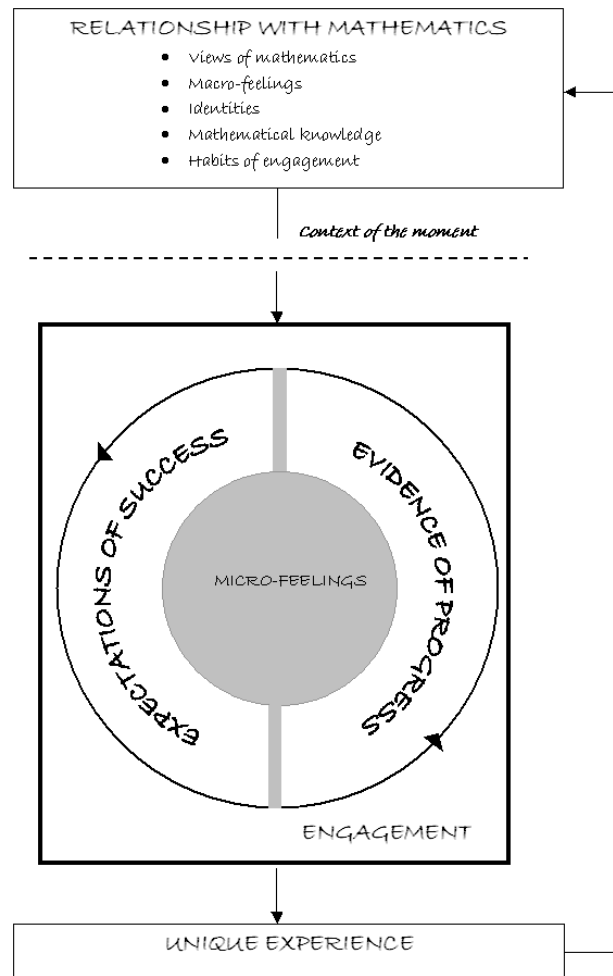 RELATIONSHIP WITH MATHEMATICS
• Views of mathematics
• Macro-feelings
• Identities
• Mathematical knowledge
• Habits of engagement
Context of the moment
EXPECTATIONS OF SUCCESS
EVIDENCE OF PROGRESS
MICRO-FEELINGS
ENGAGEMENT
UNIQUE EXPERIENCE